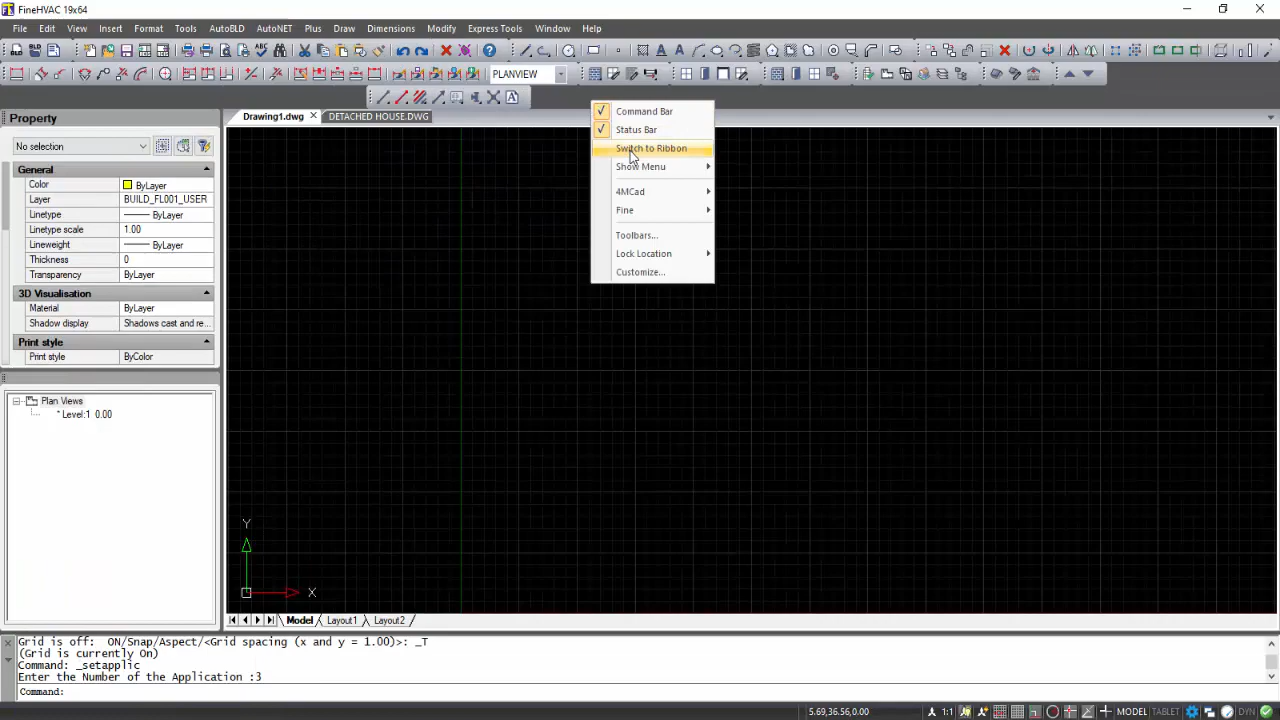 FineHVAC 19x64
File Edit View Insert Format Tools AutoBLD AutoNET Plus Draw Dimensions Modify Express Tools Window Help
BLD
PLANVIEW
Drawing1.dwg DETACHED HOUSE.DWG
Property
No selection
General
Color ByLayer
Layer BUILD_FL001_USER
Linetype ByLayer
Linetype scale 1.00
Lineweight ByLayer
Thickness 0
Transparency ByLayer
3D Visualisation
Material ByLayer
Shadow display Shadows cast and re...
Print style
Print style ByColor
Plan Views
* Level:1 0.00
Command Bar
Status Bar
Switch to Ribbon
Show Menu
4MCad
Fine
Toolbars...
Lock Location
Customize...
Y
X
Model Layout1 Layout2
Grid is off: ON/Snap/Aspect/<Grid spacing (x and y = 1.00)>: _T
(Grid is currently On)
Command: _setapplic
Enter the Number of the Application :3
Command:
5.69,36.56,0.00 1:1 MODEL TABLET DYN